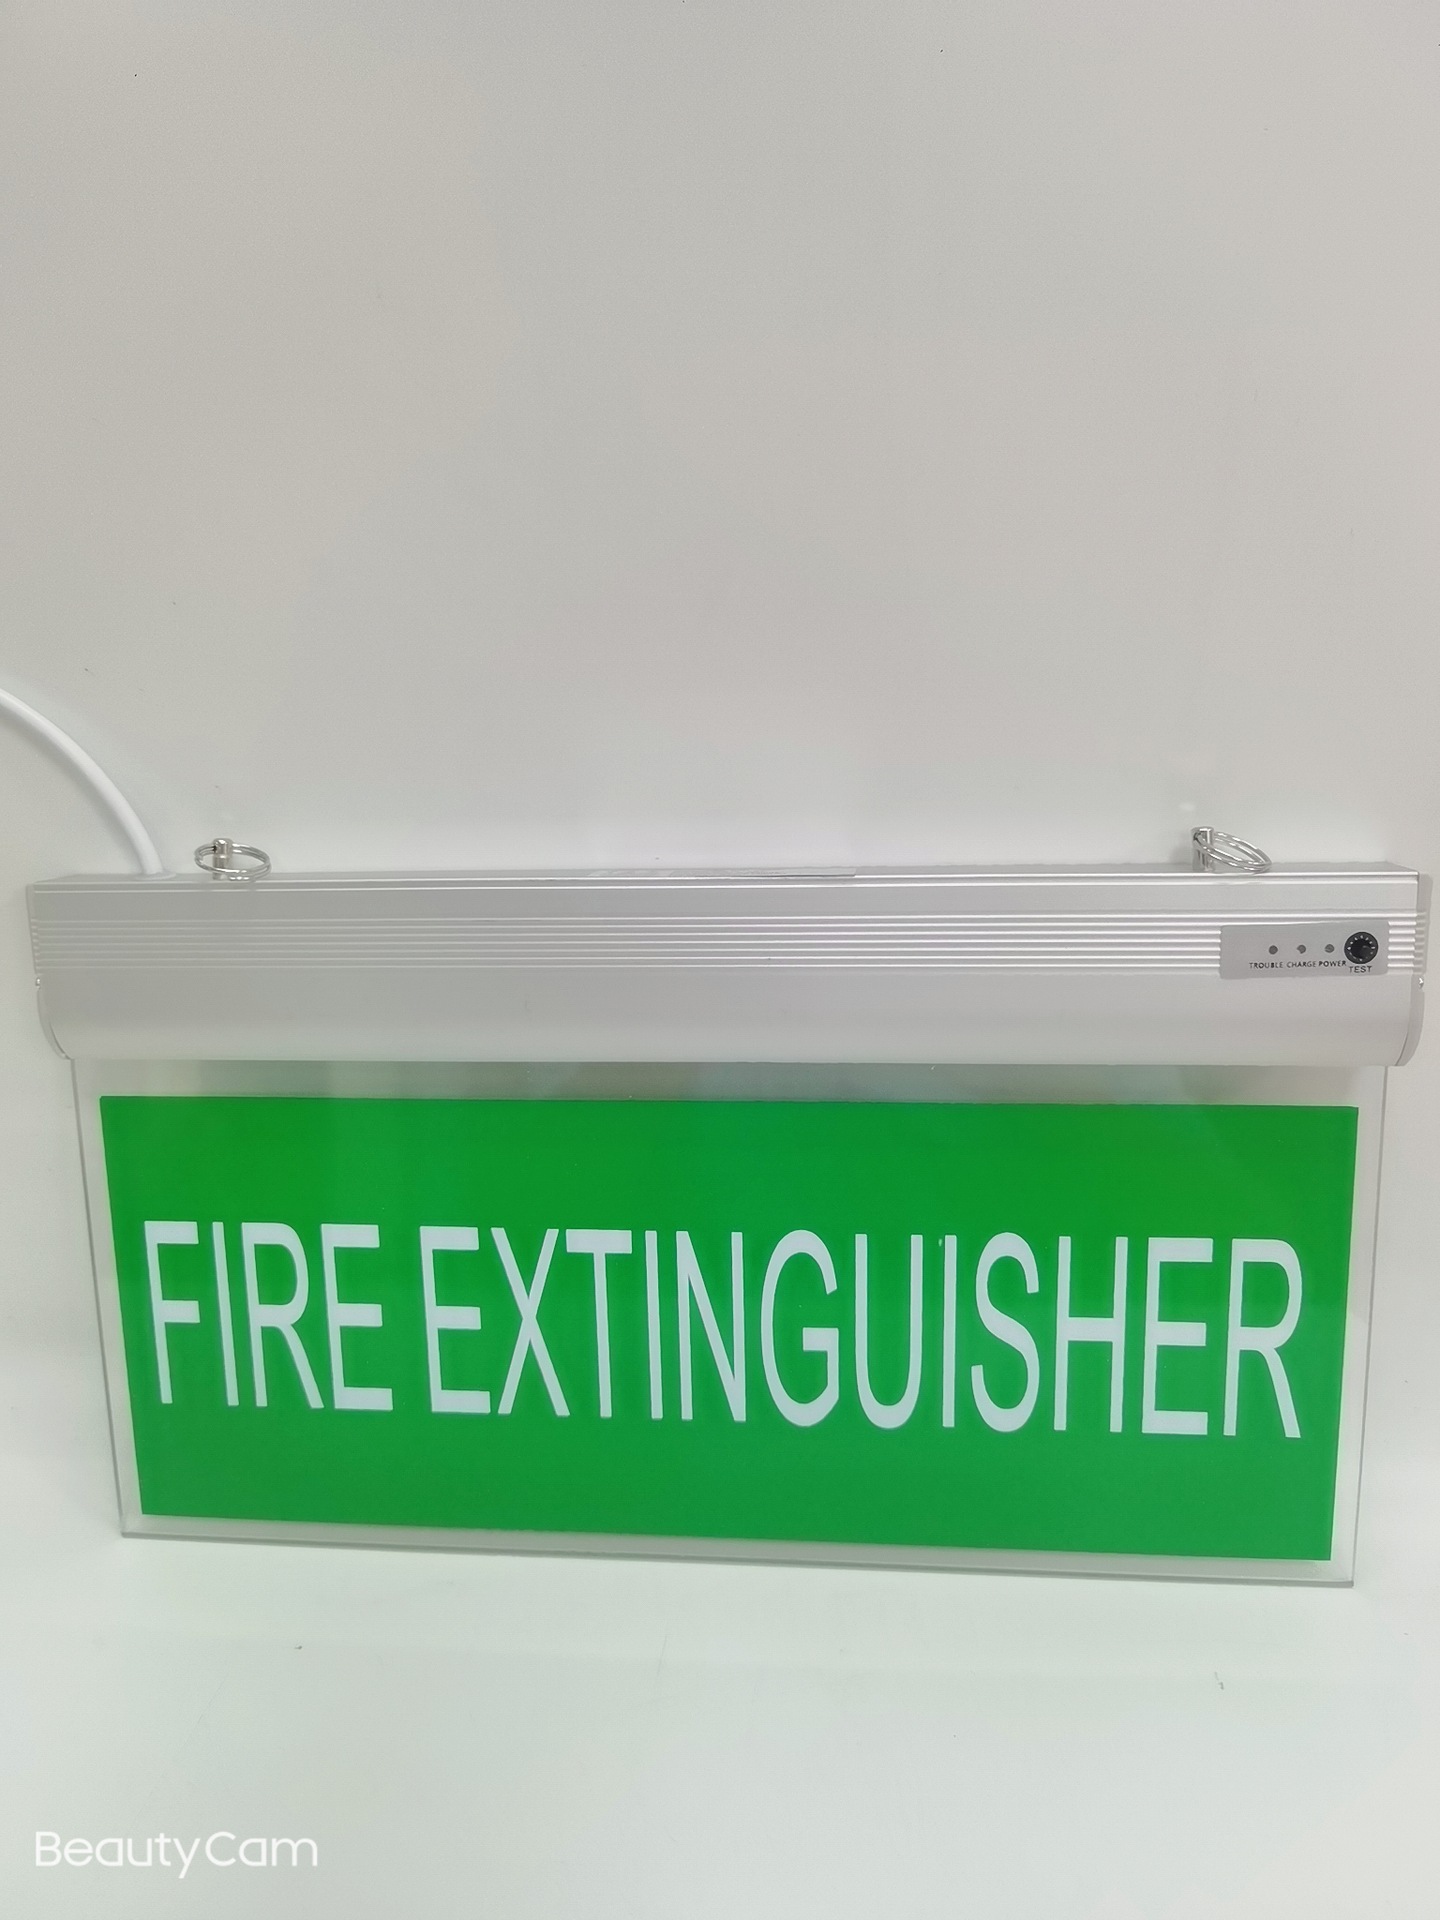 TROUBLE CHARGE POWER
TEST
FIRE EXTINGUISHER
BeautyCam